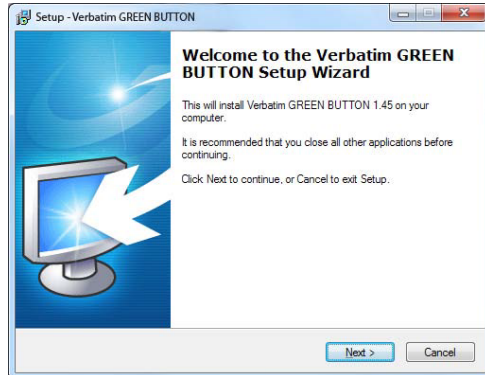 Setup - Verbatim GREEN BUTTON
Welcome to the Verbatim GREEN
BUTTON Setup Wizard
This will install Verbatim GREEN BUTTON 1.45 on your
computer.
It is recommended that you close all other applications before
continuing.
Click Next to continue, or Cancel to exit Setup.
Next >
Cancel